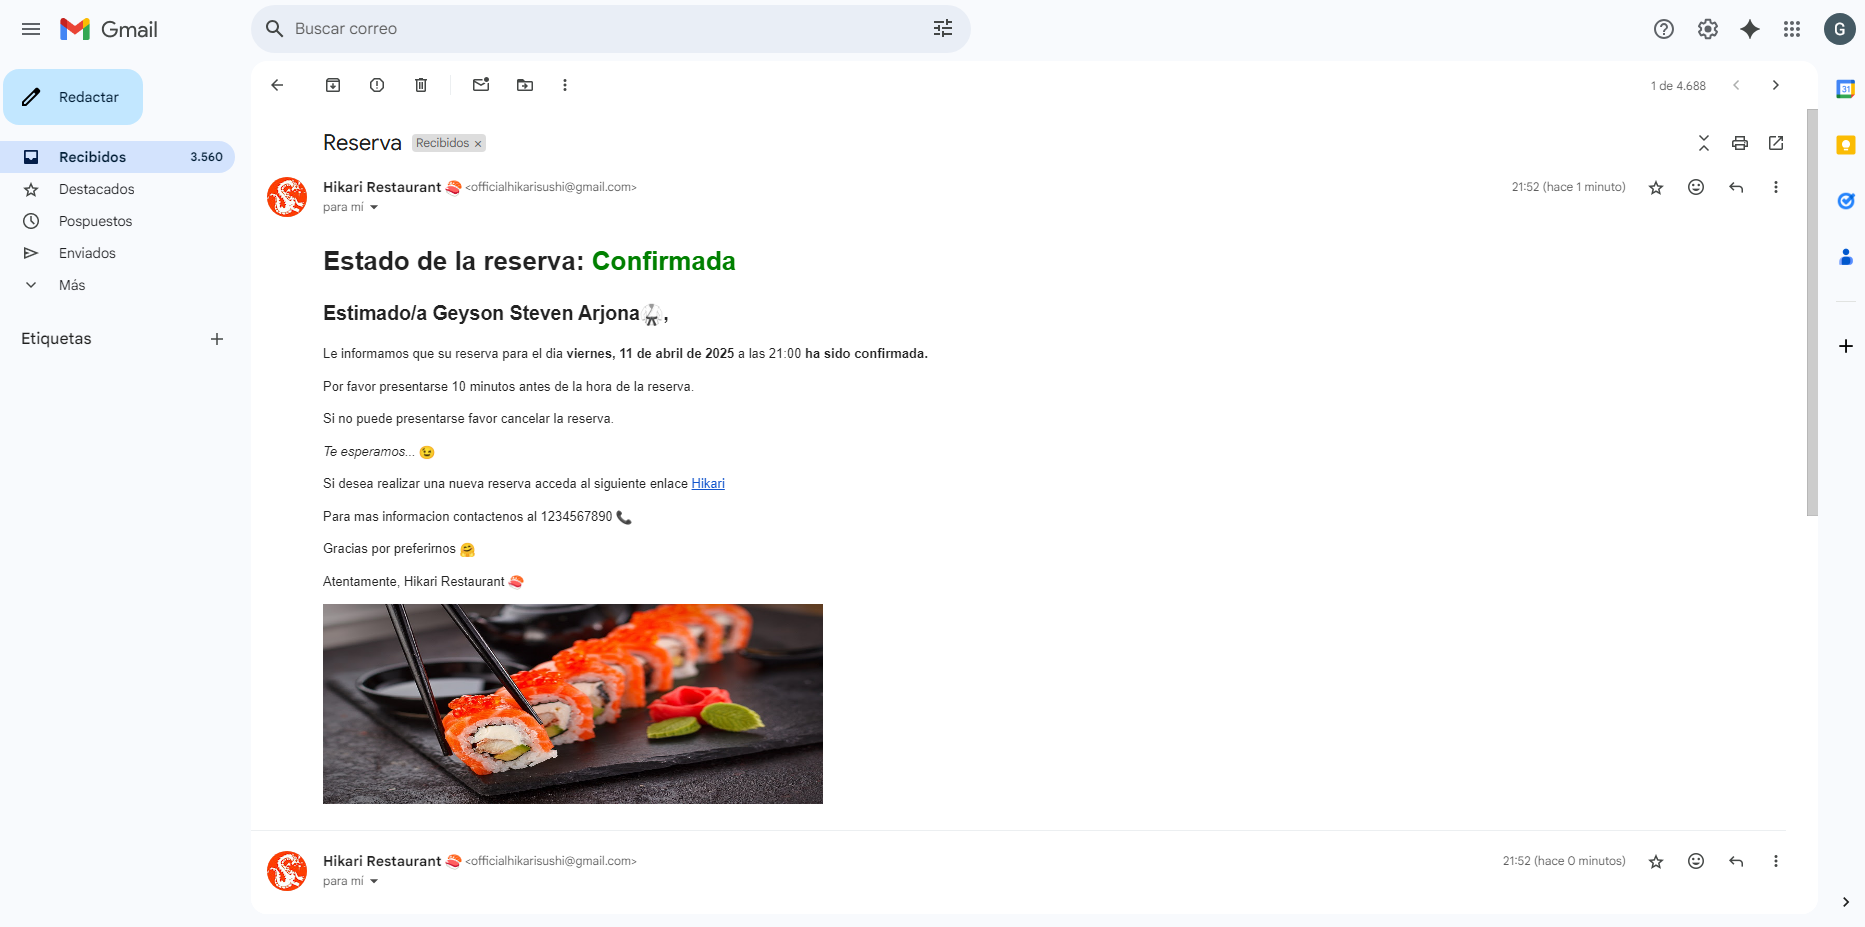 Gmail
Buscar correo
G
Redactar
1 de 4.688
Recibidos 3.560
Destacados
Pospuestos
Enviados
Más
Etiquetas
Reserva Recibidos ×
Hikari Restaurant 🍣 <officialhikarisushi@gmail.com> 21:52 (hace 1 minuto)
para mí
Estado de la reserva: Confirmada
Estimado/a Geyson Steven Arjona🥋,
Le informamos que su reserva para el dia viernes, 11 de abril de 2025 a las 21:00 ha sido confirmada.
Por favor presentarse 10 minutos antes de la hora de la reserva.
Si no puede presentarse favor cancelar la reserva.
Te esperamos... 😉
Si desea realizar una nueva reserva acceda al siguiente enlace Hikari
Para mas informacion contactenos al 1234567890 📞
Gracias por preferirnos 🤗
Atentamente, Hikari Restaurant 🍣
Hikari Restaurant 🍣 <officialhikarisushi@gmail.com> 21:52 (hace 0 minutos)
para mí
31